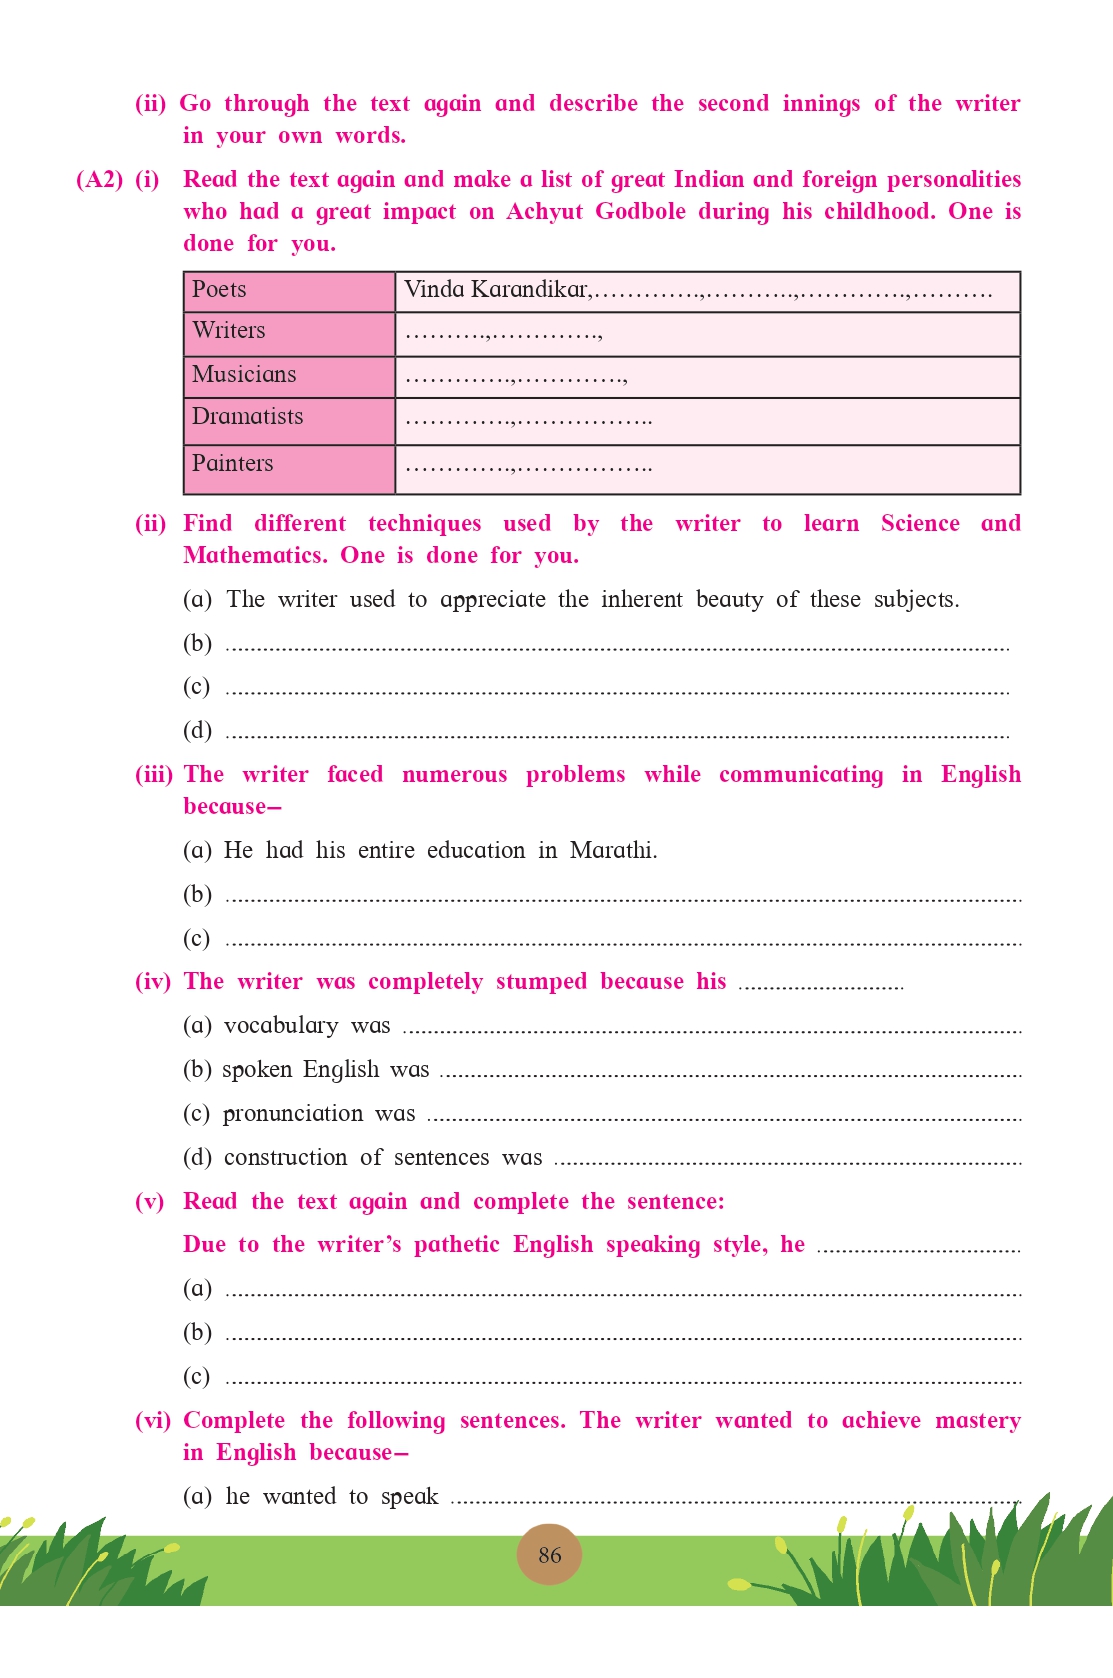 (ii) Go through the text again and describe the second innings of the writer
in your own words.
(A2) (i) Read the text again and make a list of great Indian and foreign personalities
who had a great impact on Achyut Godbole during his childhood. One is
done for you.
Poets Vinda Karandikar,.............,...........,.............,..........
Writers ..........,.............,
Musicians .............,.............,
Dramatists .............,.................
Painters .............,.................
(ii) Find different techniques used by the writer to learn Science and
Mathematics. One is done for you.
(a) The writer used to appreciate the inherent beauty of these subjects.
(b) ..............................
(c) ..............................
(d) ..............................
(iii) The writer faced numerous problems while communicating in English
because–
(a) He had his entire education in Marathi.
(b) ..............................
(c) ..............................
(iv) The writer was completely stumped because his ..........................
(a) vocabulary was ..............................
(b) spoken English was ..............................
(c) pronunciation was ..............................
(d) construction of sentences was ..............................
(v) Read the text again and complete the sentence:
Due to the writer’s pathetic English speaking style, he ..............................
(a) ..............................
(b) ..............................
(c) ..............................
(vi) Complete the following sentences. The writer wanted to achieve mastery
in English because–
(a) he wanted to speak ..............................
86